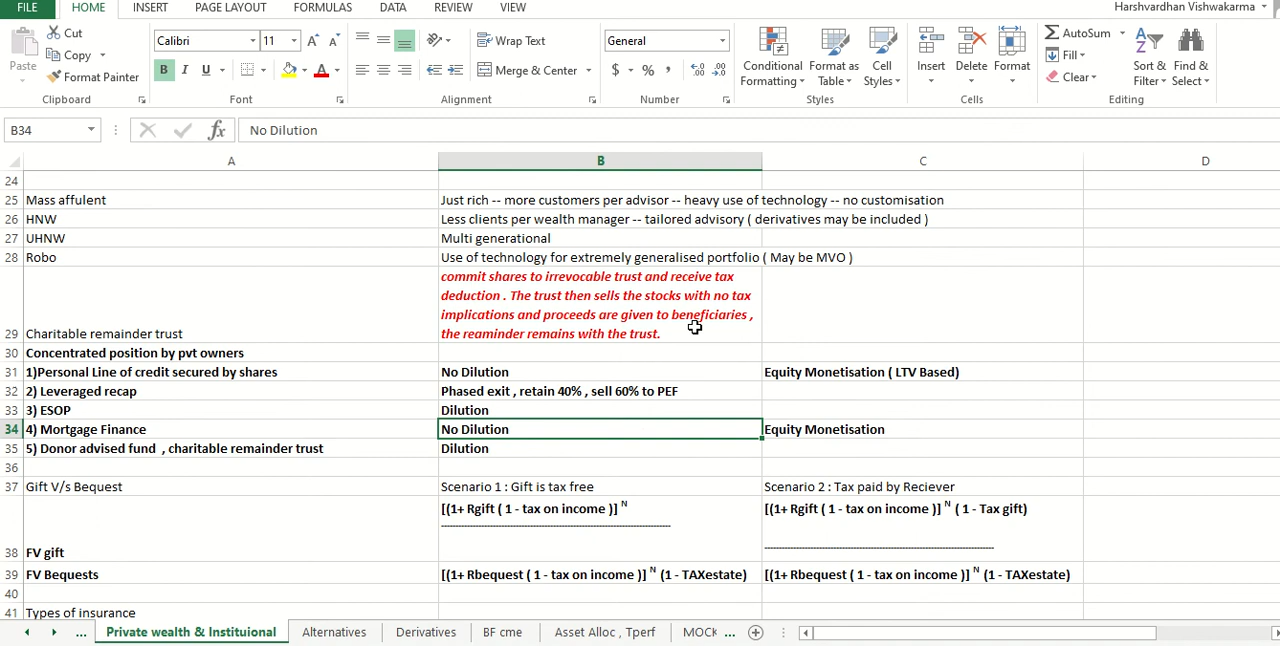 FILE HOME INSERT PAGE LAYOUT FORMULAS DATA REVIEW VIEW Harshvardhan Vishwakarma
Cut
Copy
Format Painter
Paste
Clipboard
Calibri 11
B I U
Font
Wrap Text
Merge & Center
Alignment
General
$ % ,
Number
Conditional Formatting
Format as Table
Cell Styles
Styles
Insert Delete Format
Cells
AutoSum
Fill
Clear
Sort & Filter
Find & Select
Editing
B34 fx No Dilution
A B C D
24
25 Mass affluent Just rich -- more customers per advisor -- heavy use of technology -- no customisation
26 HNW Less clients per wealth manager -- tailored advisory ( derivatives may be included )
27 UHNW Multi generational
28 Robo Use of technology for extremely generalised portfolio ( May be MVO )
commit shares to irrevocable trust and receive tax
deduction . The trust then sells the stocks with no tax
implications and proceeds are given to beneficiaries ,
29 Charitable remainder trust the reaminder remains with the trust.
30 Concentrated position by pvt owners
31 1)Personal Line of credit secured by shares No Dilution Equity Monetisation ( LTV Based)
32 2) Leveraged recap Phased exit , retain 40% , sell 60% to PEF
33 3) ESOP Dilution
34 4) Mortgage Finance No Dilution Equity Monetisation
35 5) Donor advised fund , charitable remainder trust Dilution
36
37 Gift V/s Bequest Scenario 1 : Gift is tax free Scenario 2 : Tax paid by Reciever
[(1+ Rgift ( 1 - tax on income )] N [(1+ Rgift ( 1 - tax on income )] N ( 1 - Tax gift)
38 FV gift
39 FV Bequests [(1+ Rbequest ( 1 - tax on income )] N (1 - TAXestate) [(1+ Rbequest ( 1 - tax on income )] N (1 - TAXestate)
40
41 Types of insurance
... Private wealth & Instituional Alternatives Derivatives BF cme Asset Alloc , Tperf MOCK ...